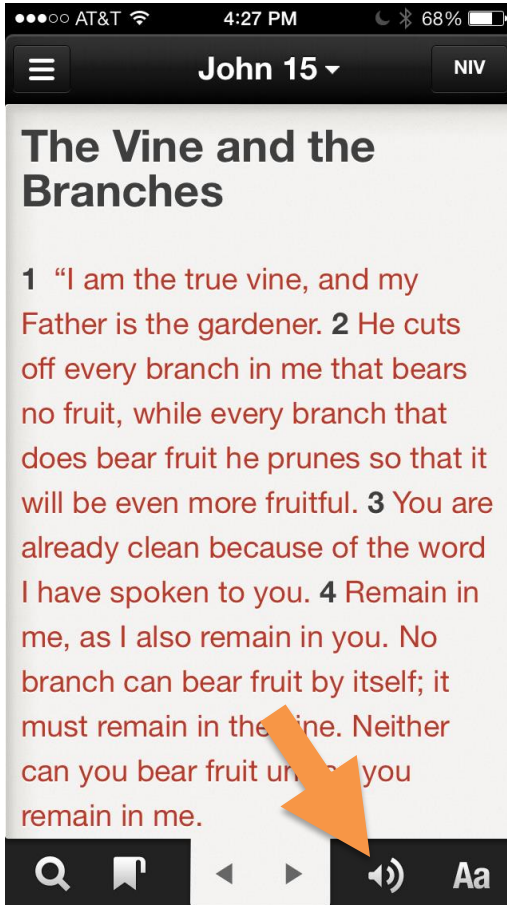 AT&T 4:27 PM 68%
John 15 NIV
The Vine and the
Branches
1 “I am the true vine, and my
Father is the gardener. 2 He cuts
off every branch in me that bears
no fruit, while every branch that
does bear fruit he prunes so that it
will be even more fruitful. 3 You are
already clean because of the word
I have spoken to you. 4 Remain in
me, as I also remain in you. No
branch can bear fruit by itself; it
must remain in the ine. Neither
can you bear fruit un you
remain in me.
Aa